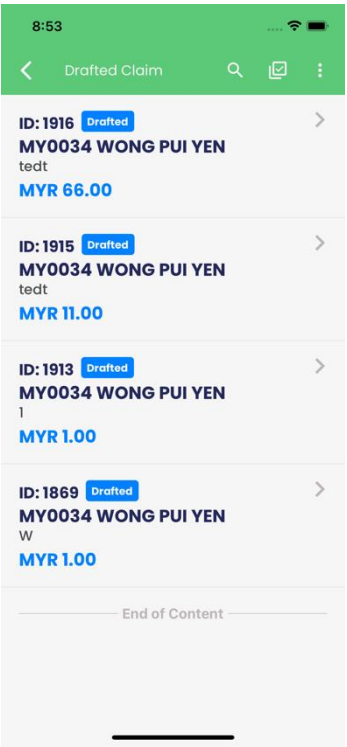 8:53
Drafted Claim
ID: 1916 Drafted
MY0034 WONG PUI YEN
tedt
MYR 66.00
ID: 1915 Drafted
MY0034 WONG PUI YEN
tedt
MYR 11.00
ID: 1913 Drafted
MY0034 WONG PUI YEN
1
MYR 1.00
ID: 1869 Drafted
MY0034 WONG PUI YEN
W
MYR 1.00
End of Content